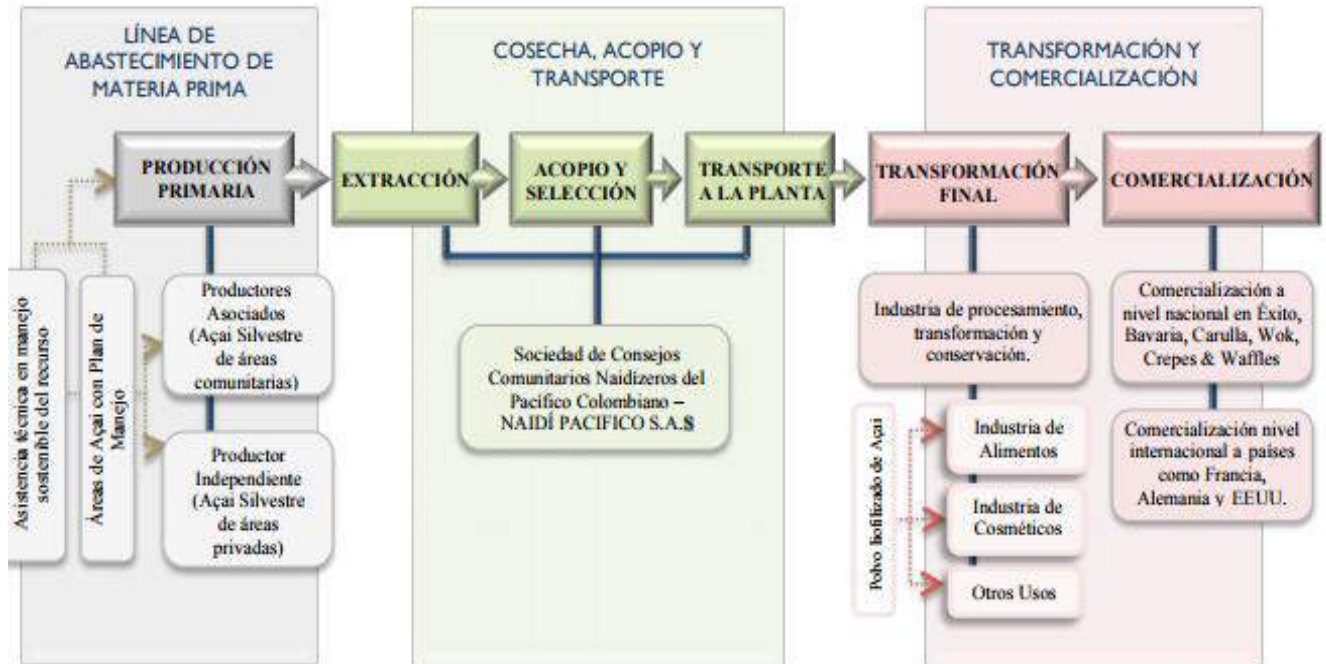 LÍNEA DE
ABASTECIMIENTO DE
MATERIA PRIMA
COSECHA, ACOPIO Y
TRANSPORTE
TRANSFORMACIÓN Y
COMERCIALIZACIÓN
PRODUCCIÓN
PRIMARIA
EXTRACCIÓN
ACOPIO Y
SELECCIÓN
TRANSPORTE
A LA PLANTA
TRANSFORMACIÓN
FINAL
COMERCIALIZACIÓN
Asistencia técnica en manejo
sostenible del recurso
Áreas de Açai con Plan de
Manejo
Productores
Asociados
(Açai Silvestre
de áreas
comunitarias)
Productor
Independiente
(Açai Silvestre
de áreas
privadas)
Sociedad de Consejos
Comunitarios Naidizeros del
Pacifico Colombiano –
NAIDÍ PACIFICO S.A.S
Industria de procesamiento,
transformación y
conservación.
Polvo liofilizado de Açai
Industria de
Alimentos
Industria de
Cosméticos
Otros Usos
Comercialización a
nivel nacional en Éxito,
Bavaria, Carulla, Wok,
Crepes & Waffles
Comercialización nivel
internacional a países
como Francia,
Alemania y EEUU.